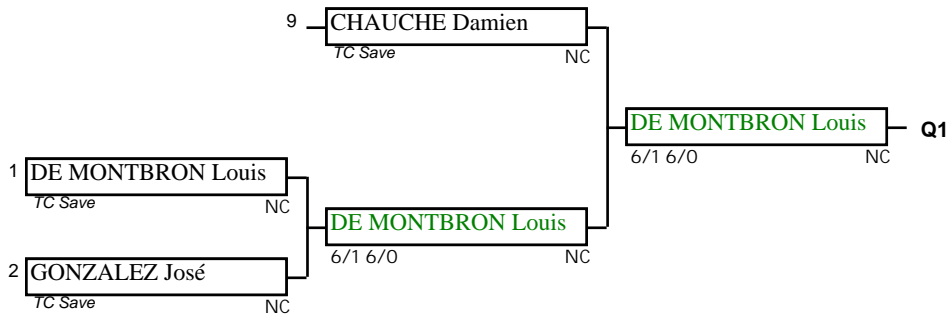 9 CHAUCHE Damien
TC Save NC
DE MONTBRON Louis Q1
6/1 6/0 NC
1 DE MONTBRON Louis
TC Save NC
DE MONTBRON Louis
6/1 6/0 NC
2 GONZALEZ José
TC Save NC